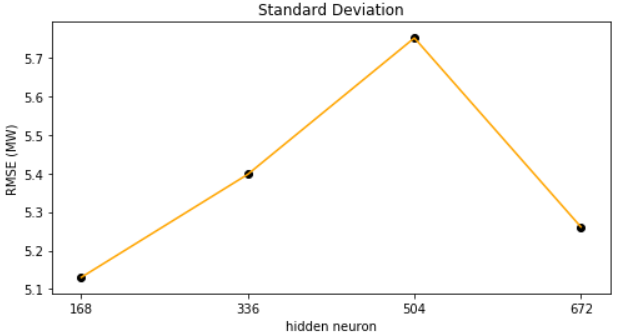 Standard Deviation
RMSE (MW)
5.7
5.6
5.5
5.4
5.3
5.2
5.1
168 336 504 672
hidden neuron